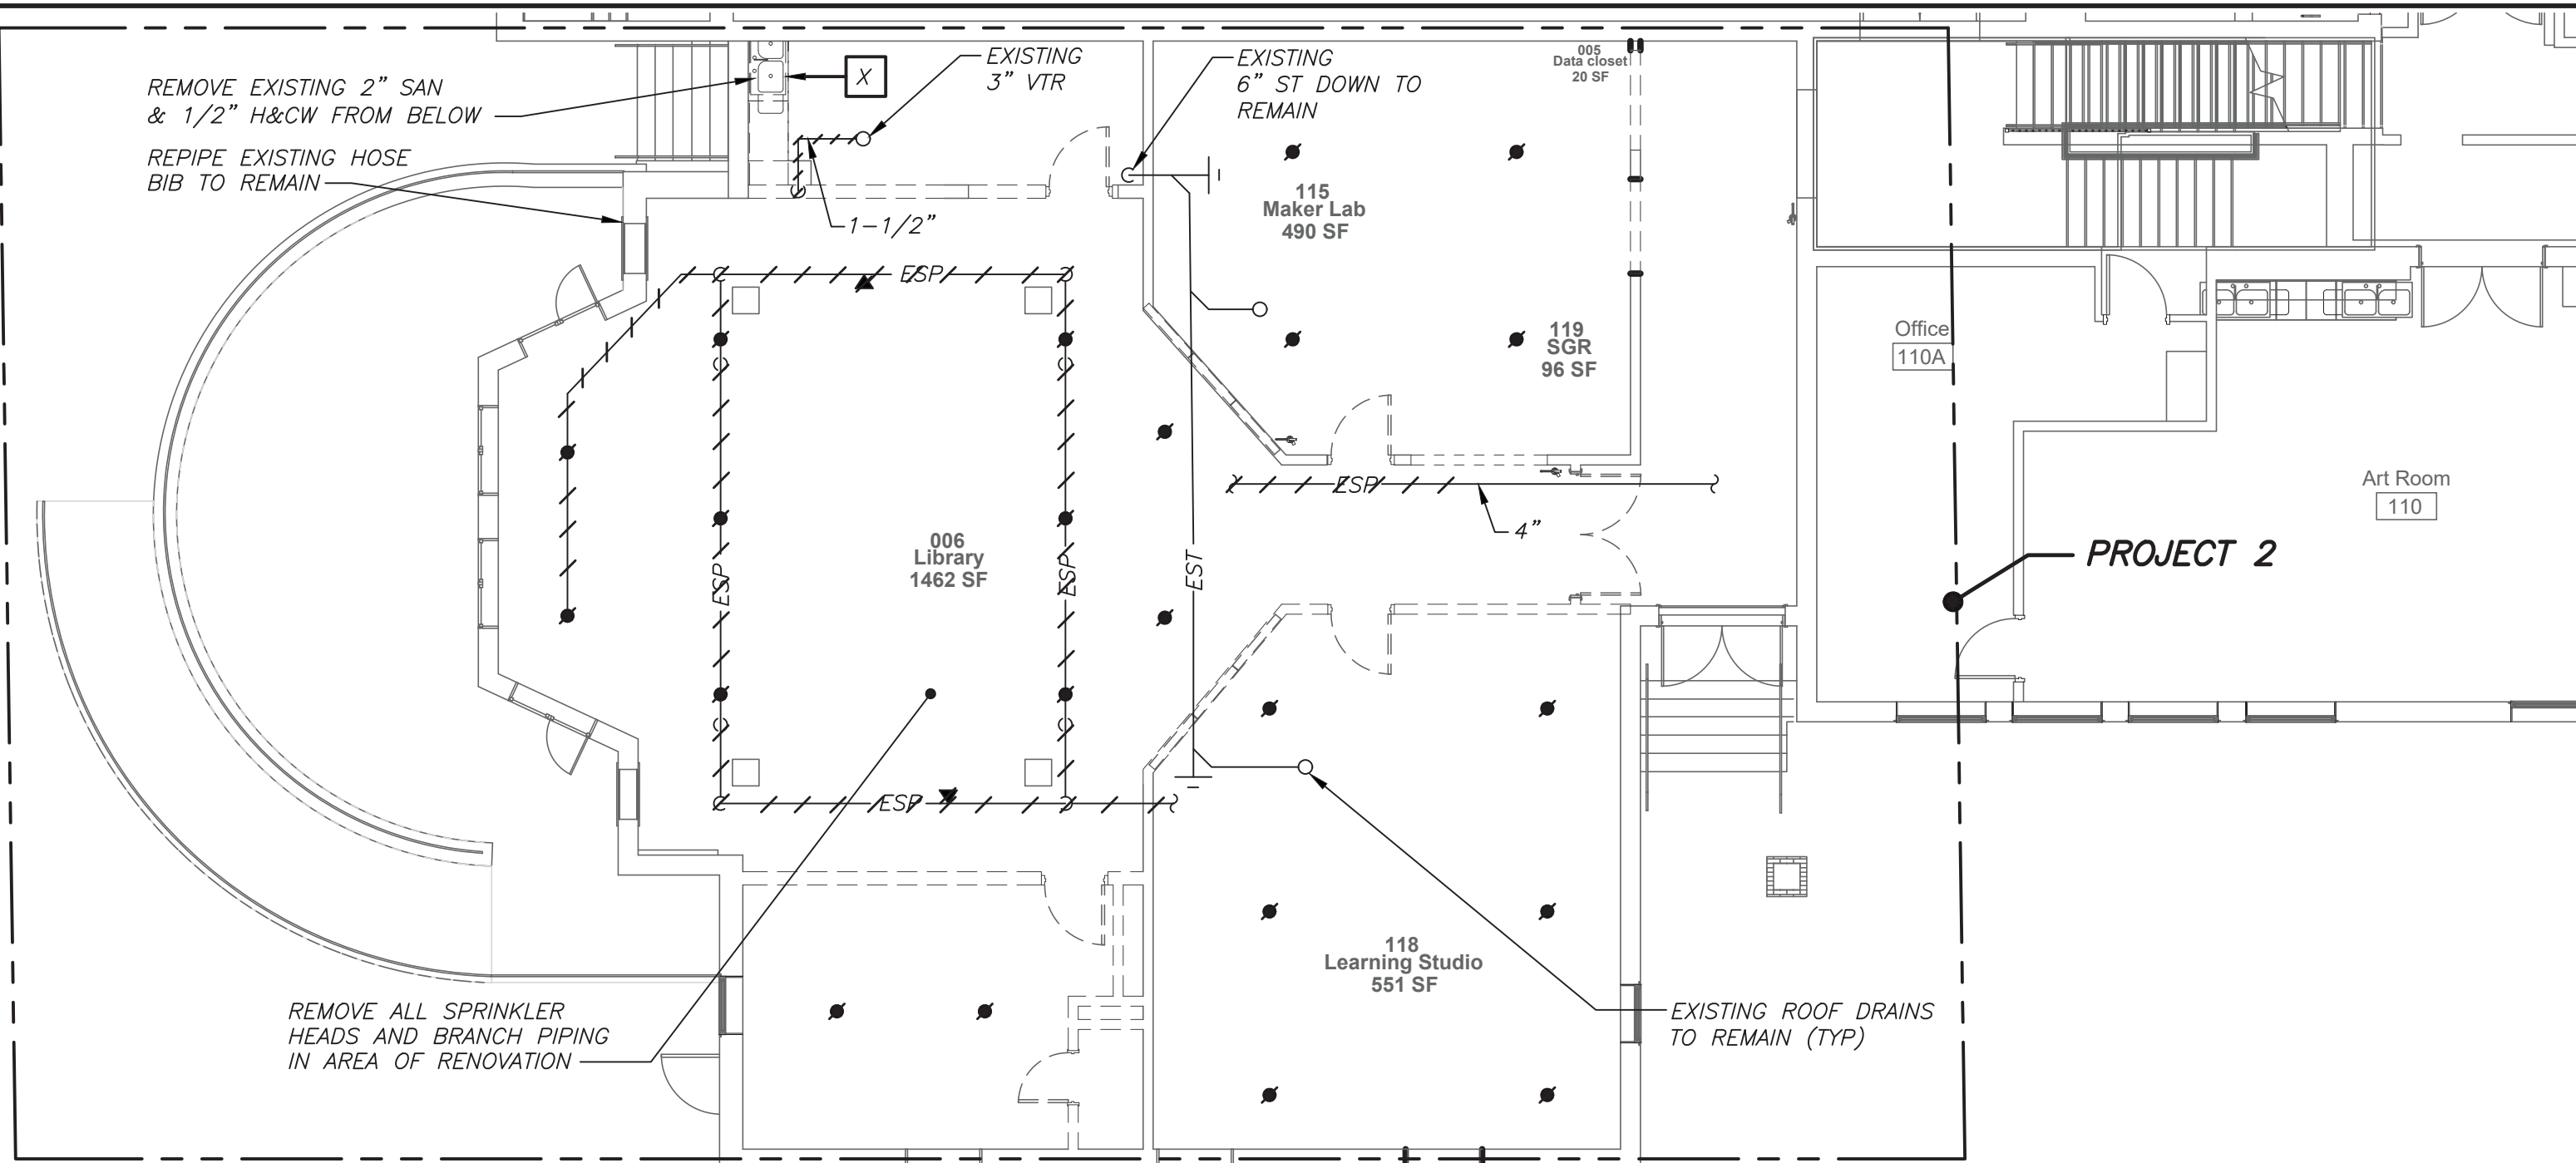 REMOVE EXISTING 2" SAN
& 1/2" H&CW FROM BELOW
REPIPE EXISTING HOSE
BIB TO REMAIN
X
EXISTING
3" VTR
EXISTING
6" ST DOWN TO
REMAIN
005
Data closet
20 SF
1-1/2"
115
Maker Lab
490 SF
ESP
119
SGR
96 SF
Office
110A
Art Room
110
ESP
4"
006
Library
1462 SF
ESP
ESP
EST
PROJECT 2
ESP
118
Learning Studio
551 SF
REMOVE ALL SPRINKLER
HEADS AND BRANCH PIPING
IN AREA OF RENOVATION
EXISTING ROOF DRAINS
TO REMAIN (TYP)